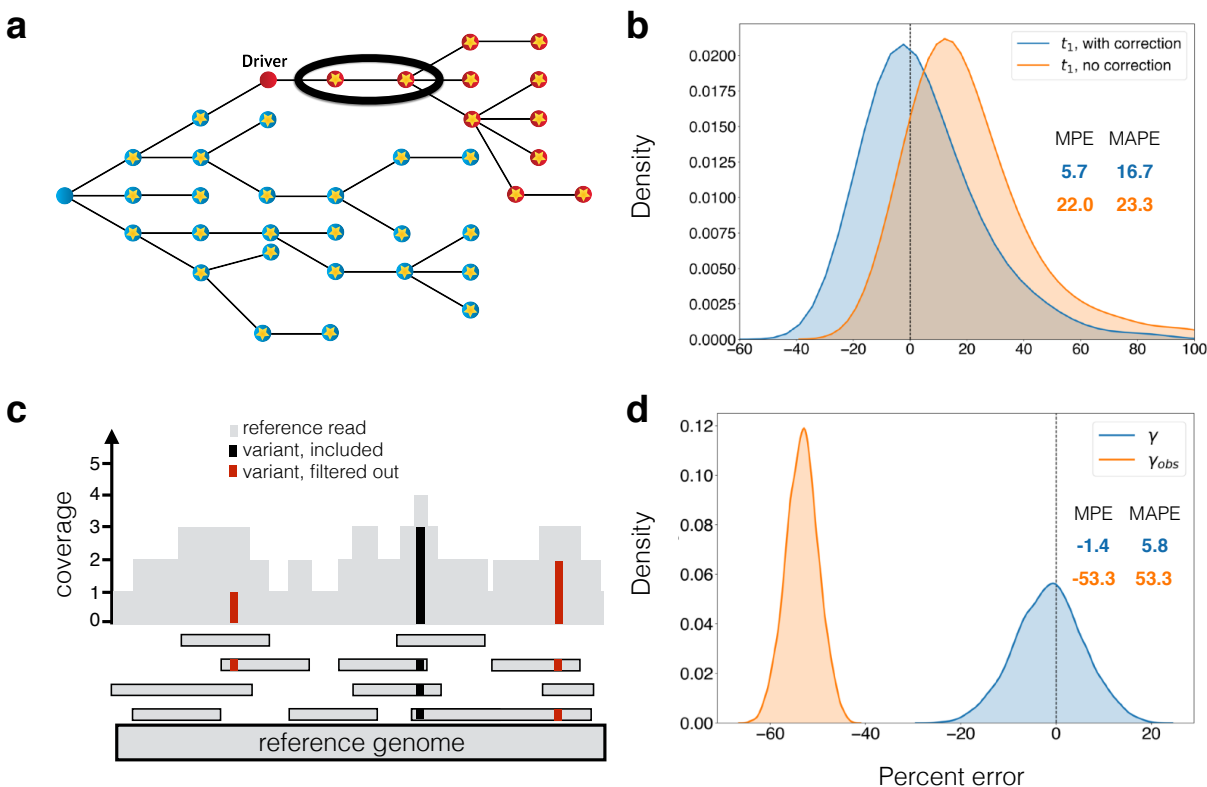 a
Driver
b
Density
0.0200
0.0175
0.0150
0.0125
0.0100
0.0075
0.0050
0.0025
0.0000
-60
-40
-20
0
20
40
60
80
100
t1, with correction
t1, no correction
MPE MAPE
5.7 16.7
22.0 23.3
c
reference read
variant, included
variant, filtered out
coverage
5
4
3
2
1
0
reference genome
d
Density
0.12
0.10
0.08
0.06
0.04
0.02
0.00
-60
-40
-20
0
20
γ
γobs
MPE MAPE
-1.4 5.8
-53.3 53.3
Percent error